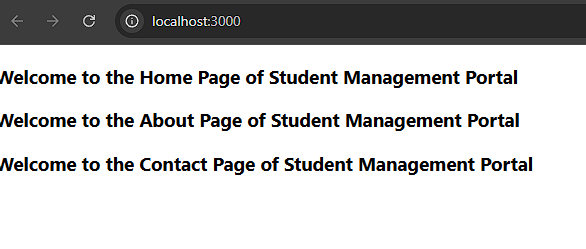 localhost:3000
Welcome to the Home Page of Student Management Portal
Welcome to the About Page of Student Management Portal
Welcome to the Contact Page of Student Management Portal